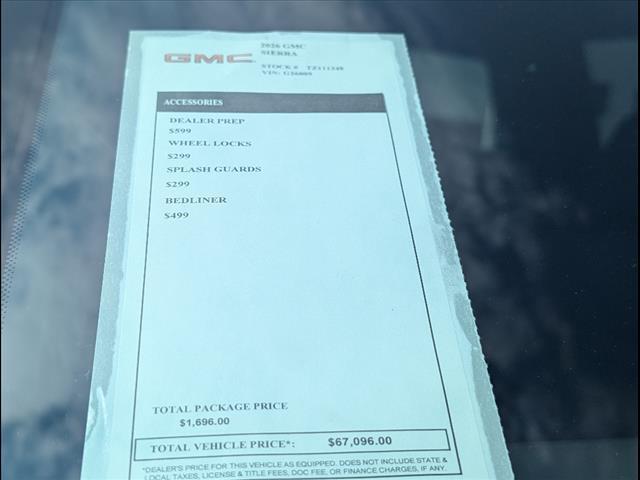 GMC
2026 GMC
SIERRA
STOCK #
ACCESSORIES
DEALER PREP
$599
WHEEL LOCKS
$299
SPLASH GUARDS
$299
BEDLINER
$499
TOTAL PACKAGE PRICE
$1,696.00
TOTAL VEHICLE PRICE*: $67,096.00
*DEALER'S PRICE FOR THIS VEHICLE AS EQUIPPED. DOES NOT INCLUDE STATE &
LOCAL TAXES, LICENSE & TITLE FEES, DOC FEE, OR FINANCE CHARGES, IF ANY.